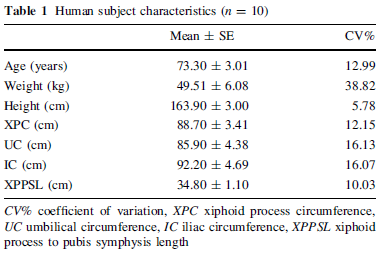 Table 1 Human subject characteristics (n = 10)
Mean ± SE CV%
Age (years) 73.30 ± 3.01 12.99
Weight (kg) 49.51 ± 6.08 38.82
Height (cm) 163.90 ± 3.00 5.78
XPC (cm) 88.70 ± 3.41 12.15
UC (cm) 85.90 ± 4.38 16.13
IC (cm) 92.20 ± 4.69 16.07
XPPSL (cm) 34.80 ± 1.10 10.03
CV% coefficient of variation, XPC xiphoid process circumference,
UC umbilical circumference, IC iliac circumference, XPPSL xiphoid
process to pubis symphysis length